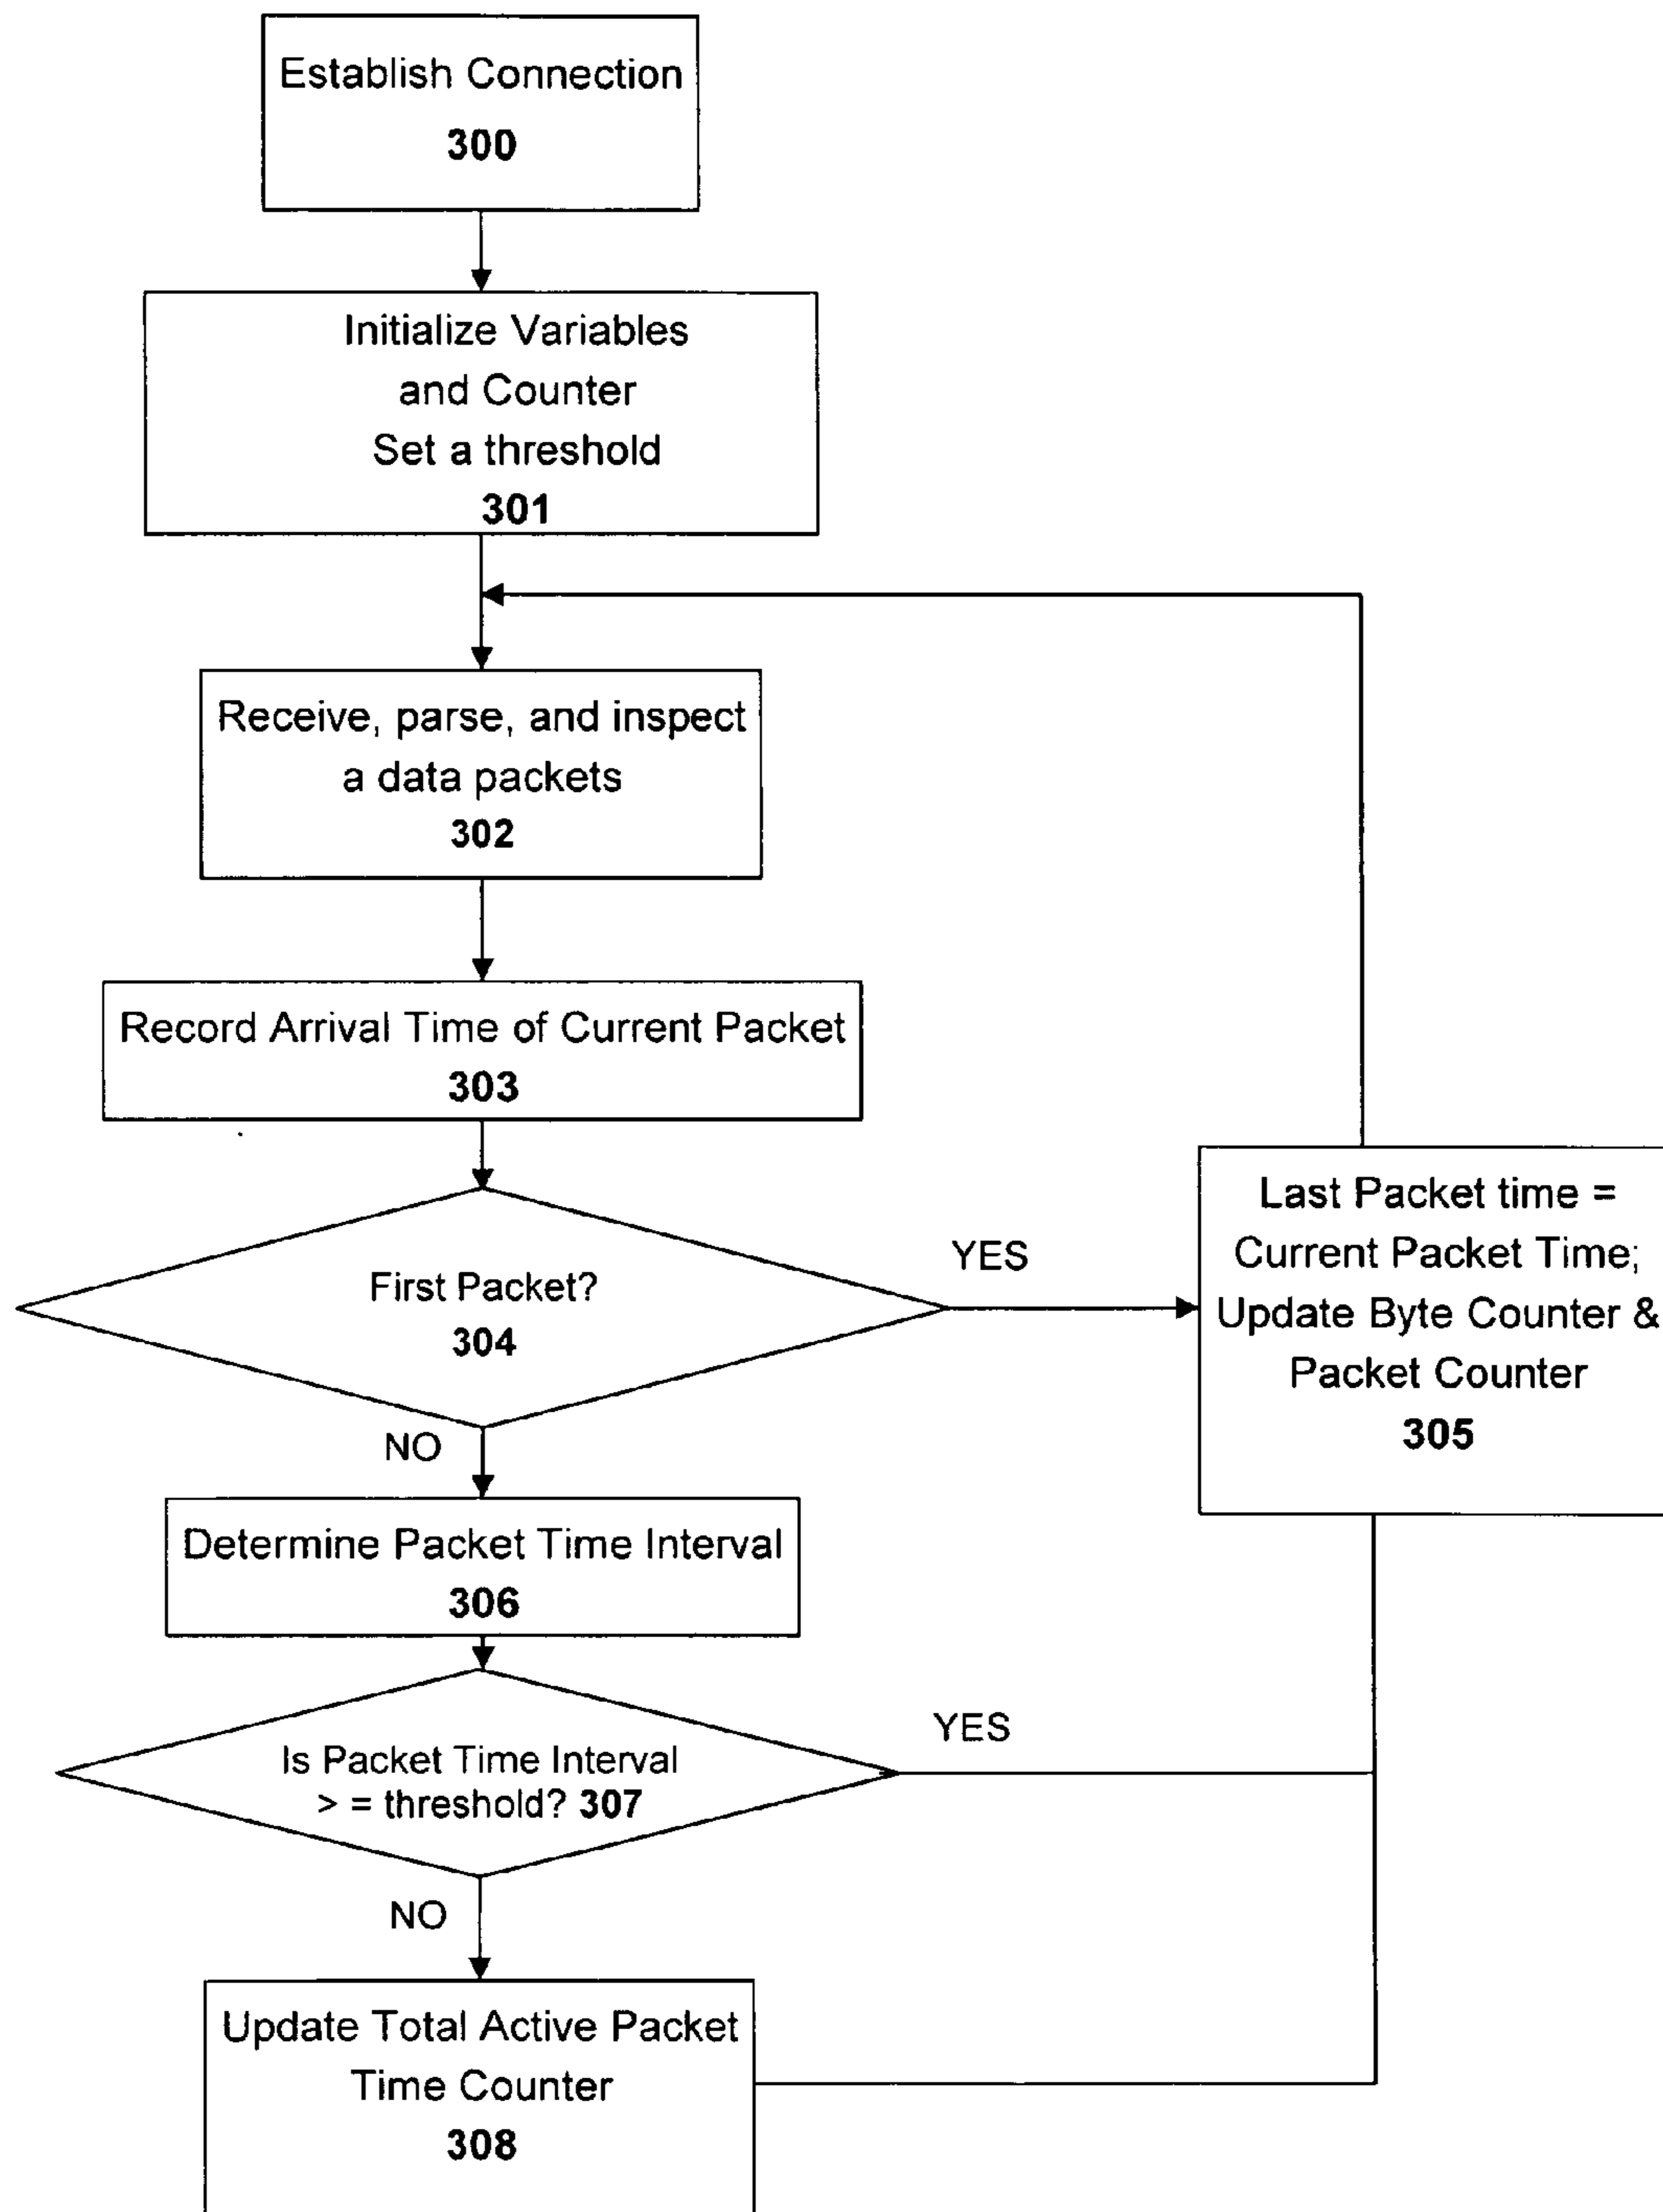 Establish Connection
300
Initialize Variables
and Counter
Set a threshold
301
Receive, parse, and inspect
a data packets
302
Record Arrival Time of Current Packet
303
First Packet?
304
YES
Last Packet time =
Current Packet Time;
Update Byte Counter &
Packet Counter
305
NO
Determine Packet Time Interval
306
Is Packet Time Interval
> = threshold? 307
YES
NO
Update Total Active Packet
Time Counter
308